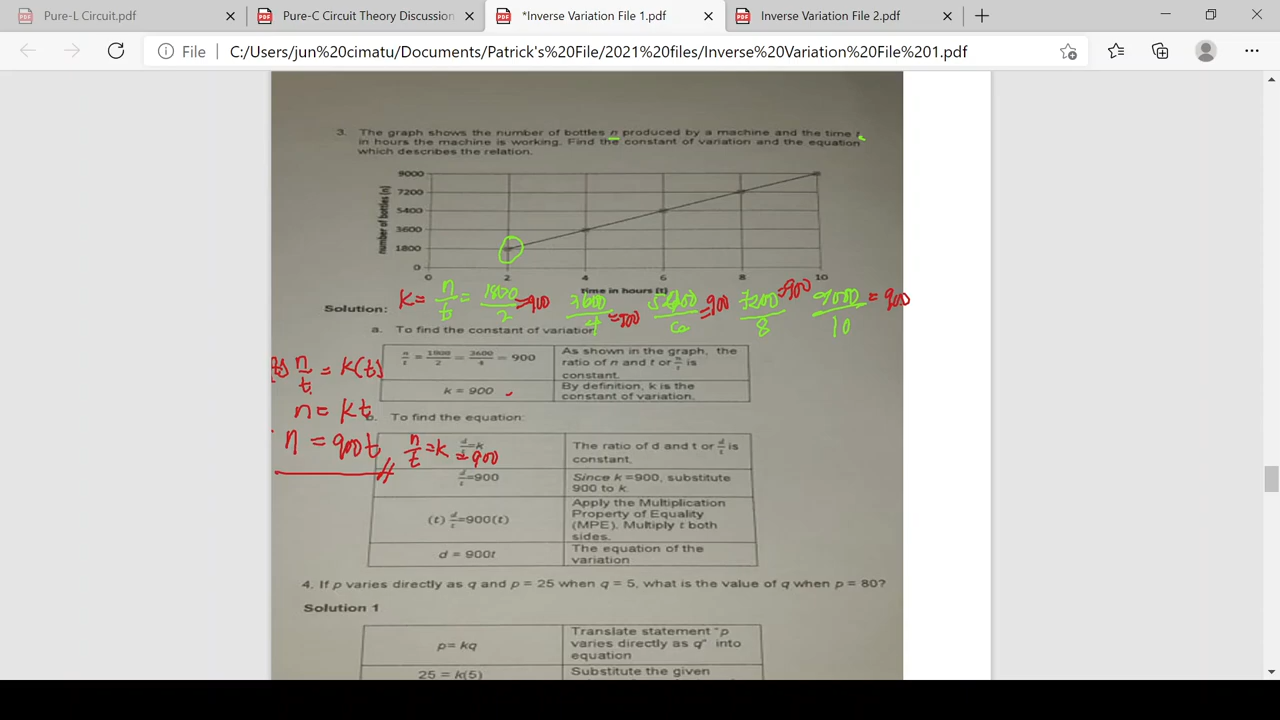 Pure-L Circuit.pdf
Pure-C Circuit Theory Discussion
*Inverse Variation File 1.pdf
Inverse Variation File 2.pdf
File
C:/Users/jun%20cimatu/Documents/Patrick's%20File/2021%20files/Inverse%20Variation%20File%201.pdf
3. The graph shows the number of bottles n produced by a machine and the time t
in hours the machine is working. Find the constant of variation and the equation
which describes the relation.
number of bottles (n)
9000
7200
5400
3600
1800
0
0 2 4 6 8 10
time in hours (t)
K = n/t = 1800/2 = 900 3600/4 = 900 5400/6 = 900 7200/8 = 900 9000/10 = 900
Solution:
a. To find the constant of variation
n/t = 1800/2 = 3600/4 = 900
As shown in the graph, the
ratio of n and t or n/t is
constant.
k = 900
By definition, k is the
constant of variation.
n/t = K(t)
n = Kt
n = 900t
To find the equation:
n/t = K = 900
d/t=k
The ratio of d and t or d/t is
constant,
d/t=900
Since k =900, substitute
900 to k.
(t) d/t=900(t)
Apply the Multiplication
Property of Equality
(MPE). Multiply t both
sides.
d = 900t
The equation of the
variation
4. If p varies directly as q and p = 25 when q = 5, what is the value of q when p = 80?
Solution 1
p= kq
Translate statement "p
varies directly as q" into
equation
25 = k(5)
Substitute the given